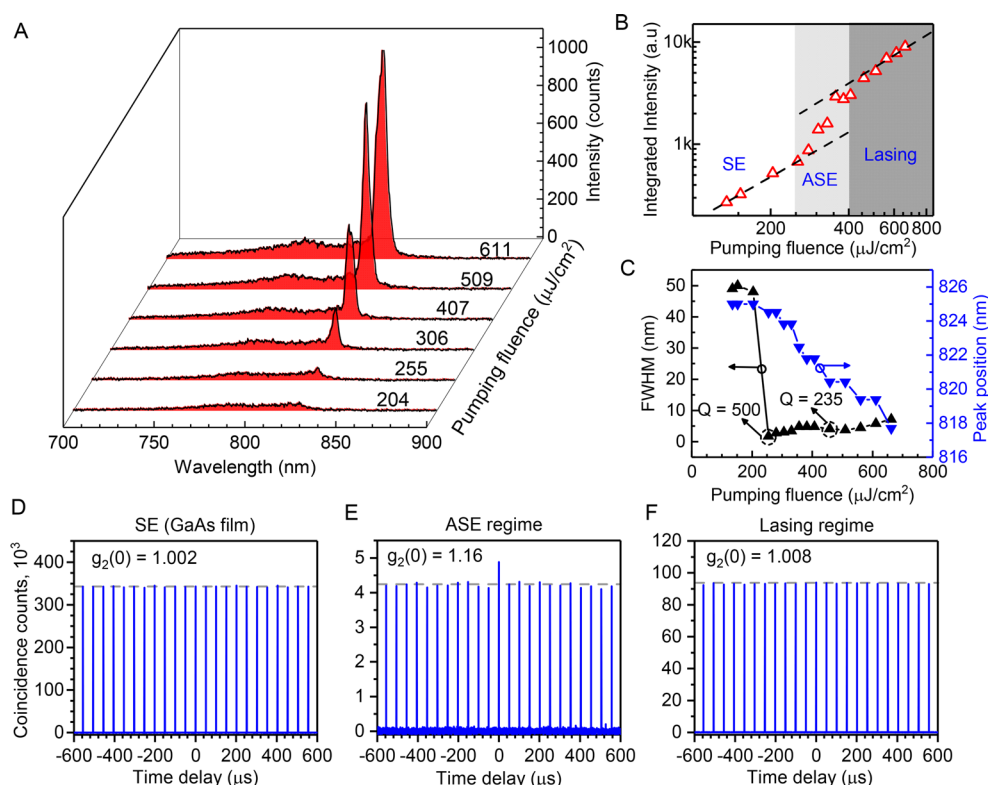 A
1000
800
600
400
200
0
Intensity (counts)
611
509
407
306
255
204
Pumping fluence (μJ/cm²)
700
750
800
850
900
Wavelength (nm)
B
10k
1k
Integrated Intensity (a.u)
SE
ASE
Lasing
200
400
600
800
Pumping fluence (μJ/cm²)
C
50
40
30
20
10
0
FWHM (nm)
826
824
822
820
818
816
Peak position (nm)
Q = 500
Q = 235
0
200
400
600
800
Pumping fluence (μJ/cm²)
D
SE (GaAs film)
g₂(0) = 1.002
Coincidence counts, 10³
400
300
200
100
0
-600 -400 -200 0 200 400 600
Time delay (μs)
E
ASE regime
g₂(0) = 1.16
5
4
3
2
1
0
-600 -400 -200 0 200 400 600
Time delay (μs)
F
Lasing regime
g₂(0) = 1.008
120
100
80
60
40
20
0
-600 -400 -200 0 200 400 600
Time delay (μs)